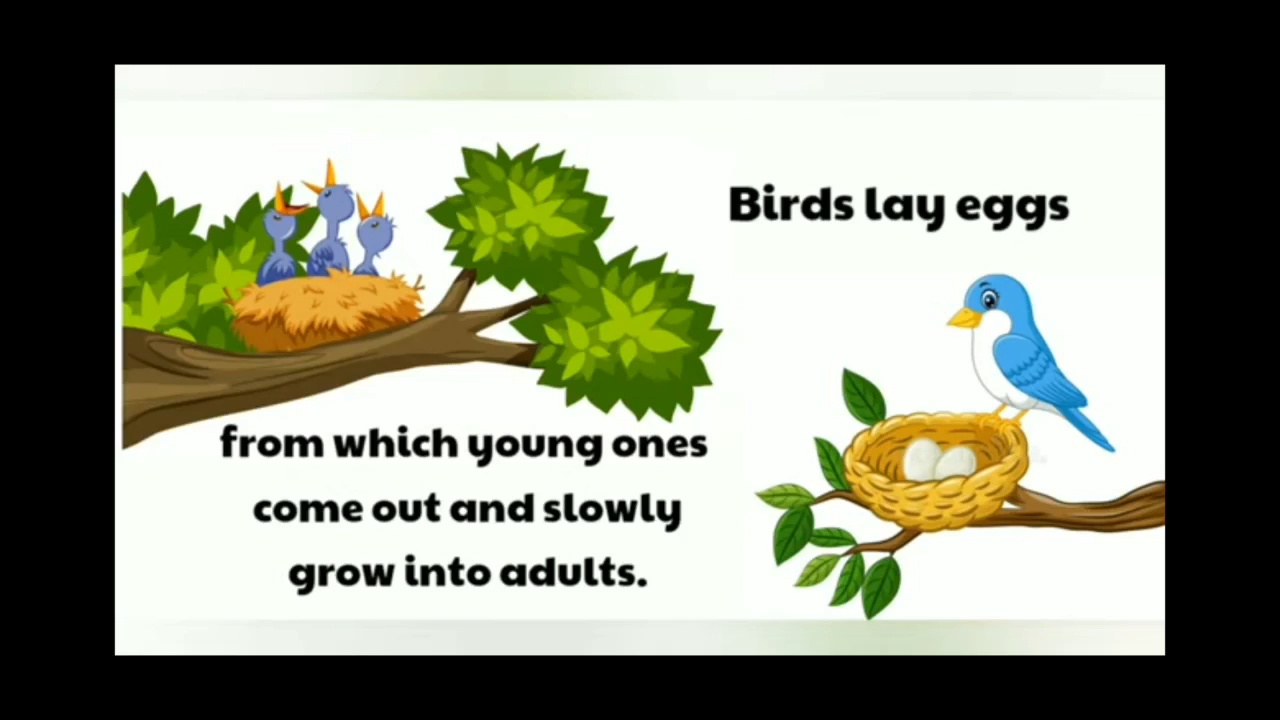 Birds lay eggs
from which young ones
come out and slowly
grow into adults.